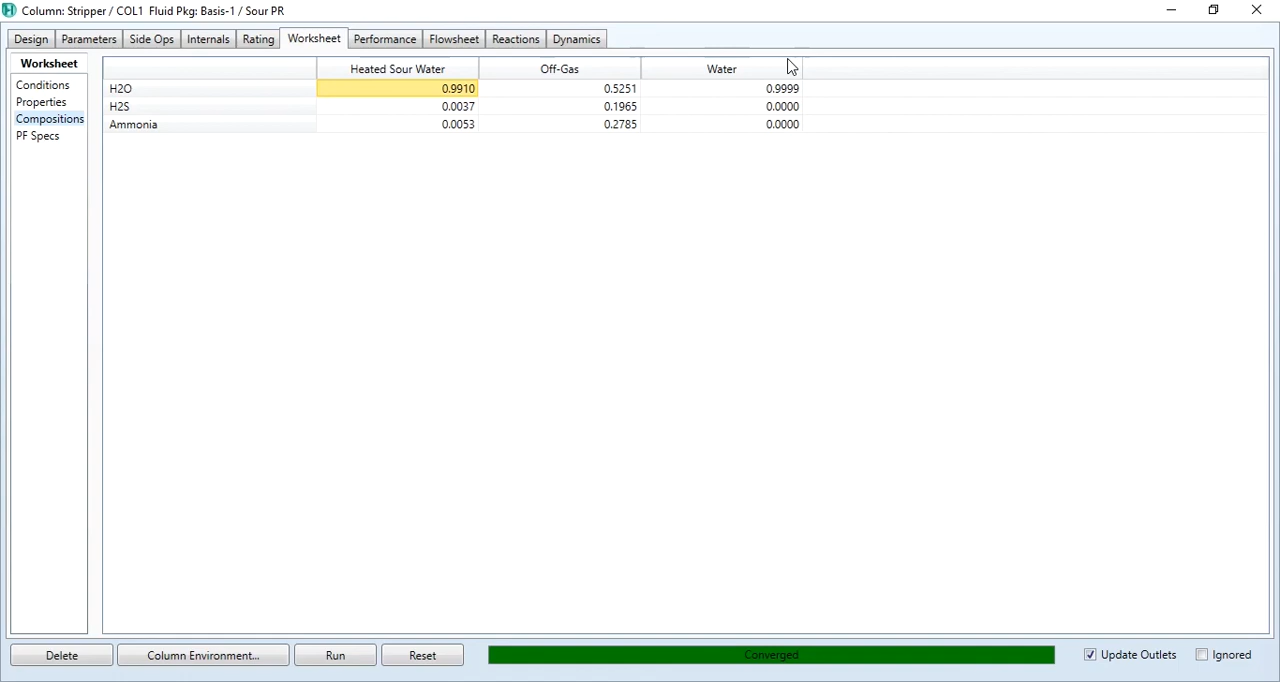 Column: Stripper / COL1 Fluid Pkg: Basis-1 / Sour PR
Design Parameters Side Ops Internals Rating Worksheet Performance Flowsheet Reactions Dynamics
Worksheet
Conditions
Properties
Compositions
PF Specs
Heated Sour Water Off-Gas Water
H2O 0.9910 0.5251 0.9999
H2S 0.0037 0.1965 0.0000
Ammonia 0.0053 0.2785 0.0000
Delete Column Environment... Run Reset Converged Update Outlets Ignored